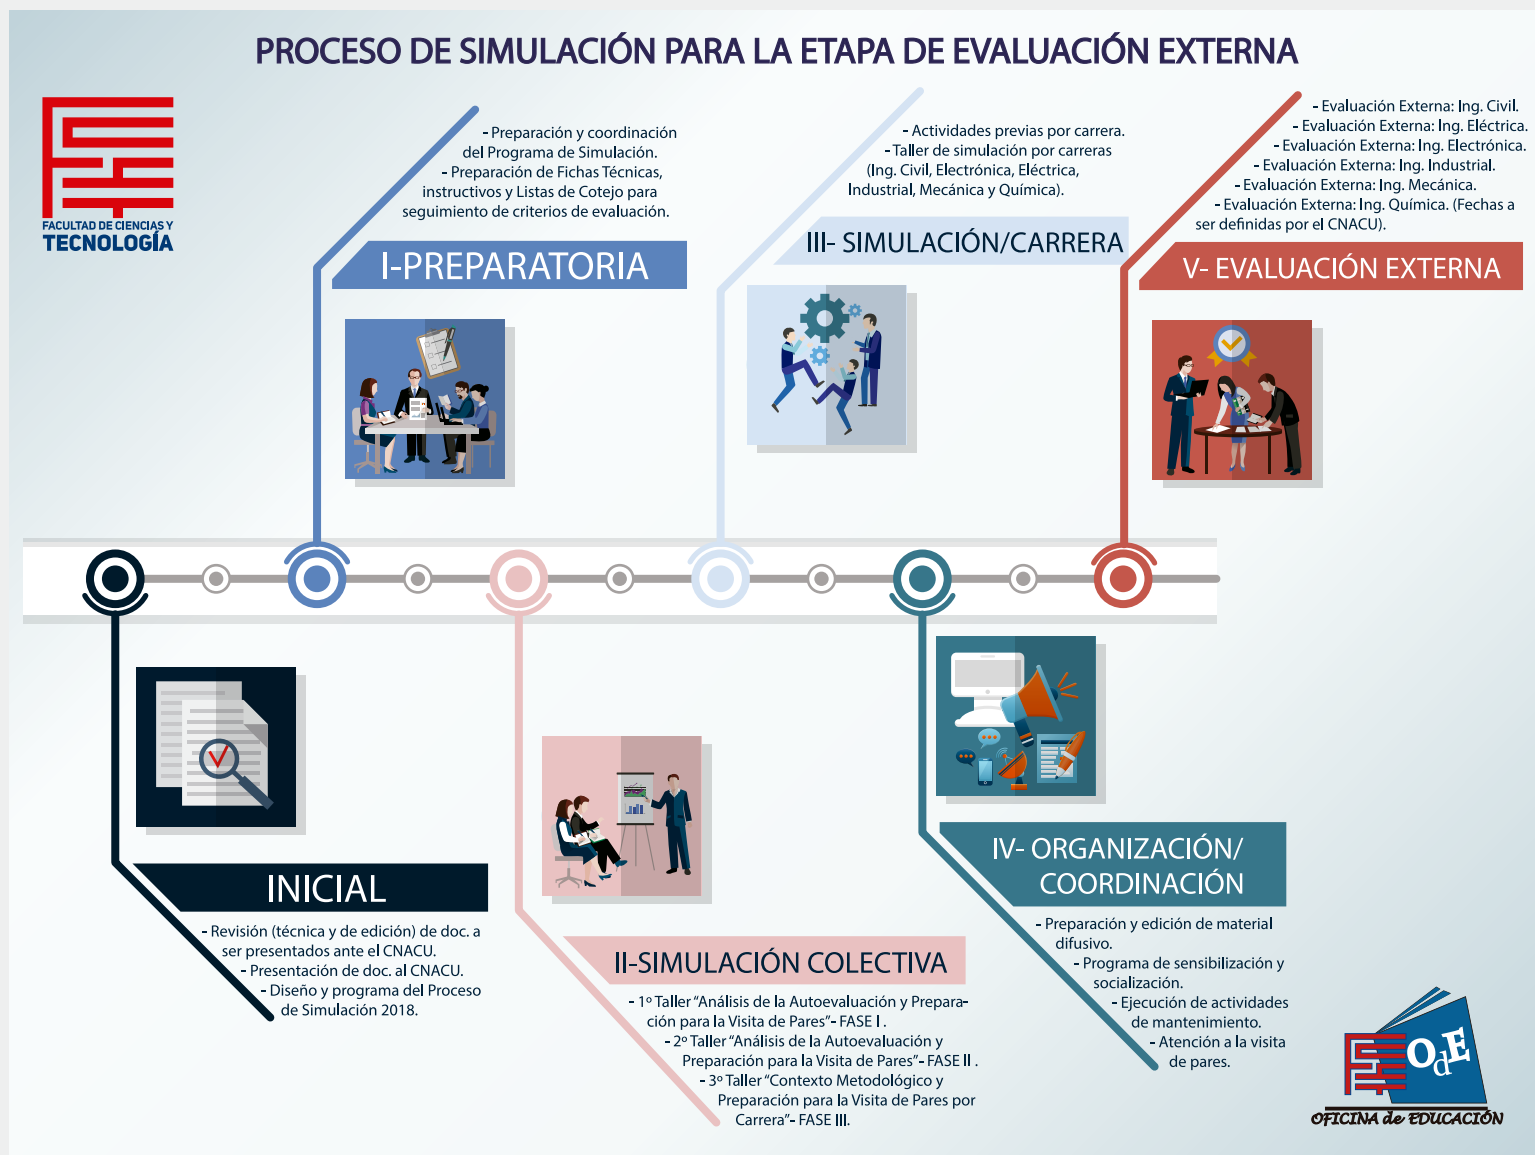 PROCESO DE SIMULACIÓN PARA LA ETAPA DE EVALUACIÓN EXTERNA
FACULTAD DE CIENCIAS Y
TECNOLOGÍA
- Preparación y coordinación
del Programa de Simulación.
- Preparación de Fichas Técnicas,
instructivos y Listas de Cotejo para
seguimiento de criterios de evaluación.
I-PREPARATORIA
- Actividades previas por carrera.
- Taller de simulación por carreras
(Ing. Civil, Electrónica, Eléctrica,
Industrial, Mecánica y Química).
III- SIMULACIÓN/CARRERA
- Evaluación Externa: Ing. Civil.
- Evaluación Externa: Ing. Eléctrica.
- Evaluación Externa: Ing. Electrónica.
- Evaluación Externa: Ing. Industrial.
- Evaluación Externa: Ing. Mecánica.
- Evaluación Externa: Ing. Química. (Fechas a
ser definidas por el CNACU).
V- EVALUACIÓN EXTERNA
INICIAL
- Revisión (técnica y de edición) de doc. a
ser presentados ante el CNACU.
- Presentación de doc. al CNACU.
- Diseño y programa del Proceso
de Simulación 2018.
II-SIMULACIÓN COLECTIVA
- 1º Taller “Análisis de la Autoevaluación y Prepara-
ción para la Visita de Pares”- FASE I .
- 2º Taller “Análisis de la Autoevaluación y
Preparación para la Visita de Pares”- FASE II .
- 3º Taller “Contexto Metodológico y
Preparación para la Visita de Pares por
Carrera”- FASE III.
IV- ORGANIZACIÓN/
COORDINACIÓN
- Preparación y edición de material
difusivo.
- Programa de sensibilización y
socialización.
- Ejecución de actividades
de mantenimiento.
- Atención a la visita
de pares.
OdE
OFICINA de EDUCACIÓN